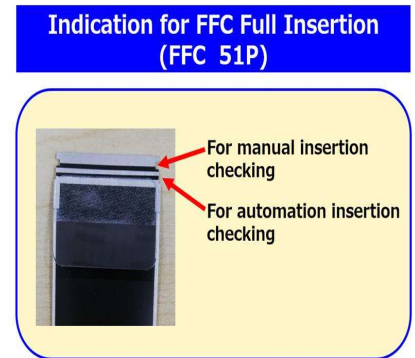 Indication for FFC Full Insertion
(FFC 51P)
For manual insertion
checking
For automation insertion
checking